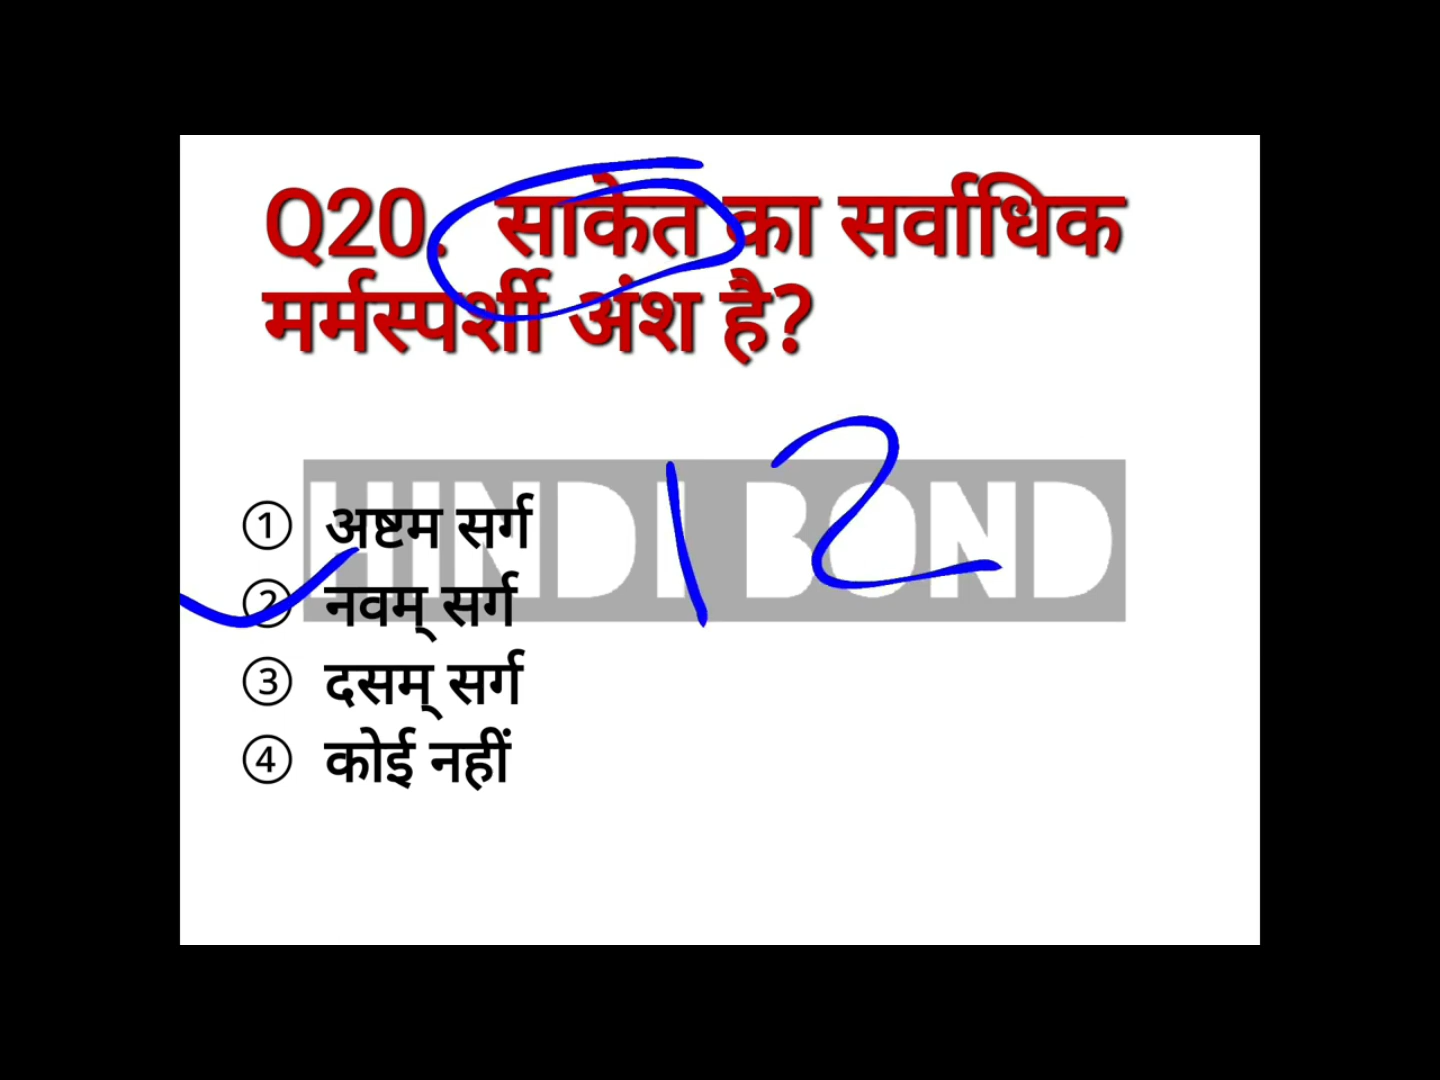 Q20. साकेत का सर्वाधिक
मर्मस्पर्शी अंश है?
HINDI BOND
12
① अष्टम सर्ग
② नवम् सर्ग
③ दसम् सर्ग
④ कोई नहीं